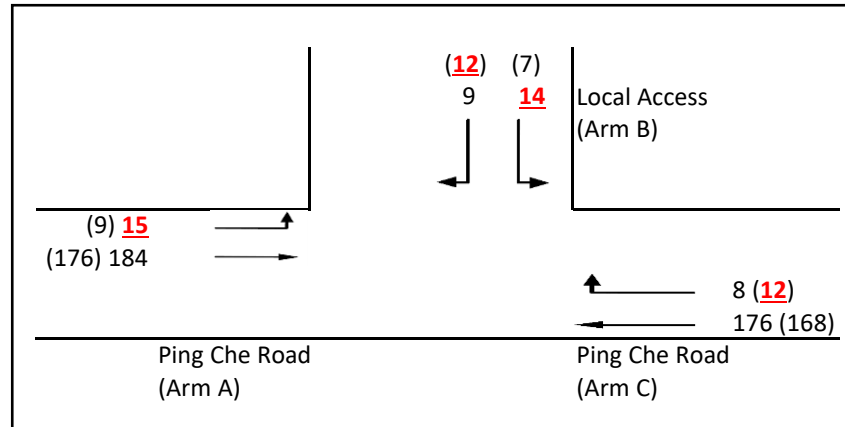 (12) (7)
9 14 Local Access
(Arm B)
(9) 15
(176) 184
8 (12)
176 (168)
Ping Che Road Ping Che Road
(Arm A) (Arm C)